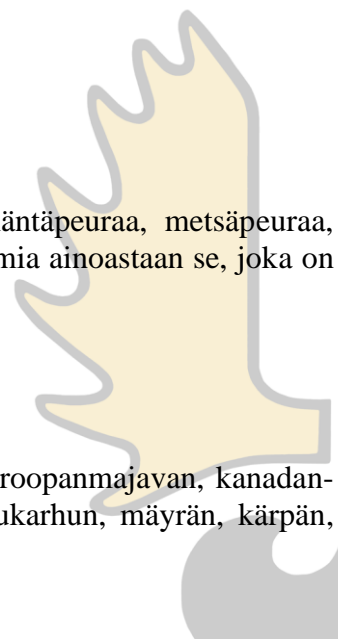 äntäpeuraa, metsäpeuraa,
mia ainoastaan se, joka on
roopanmajavan, kanadan-
ukarhun, mäyrän, kärpän,